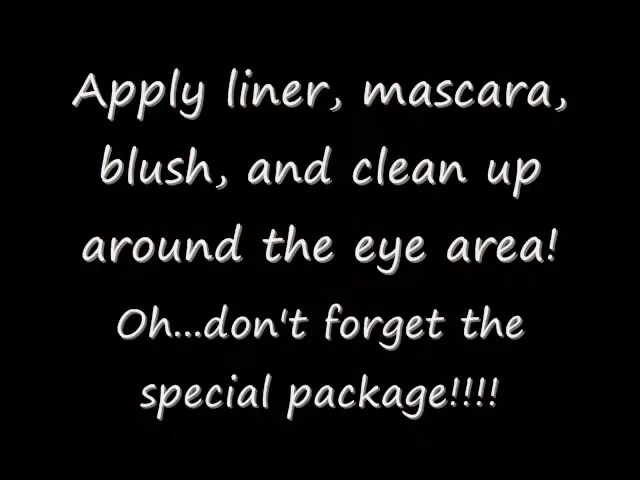 Apply liner, mascara,
blush, and clean up
around the eye area!
Oh...don't forget the
special package!!!!